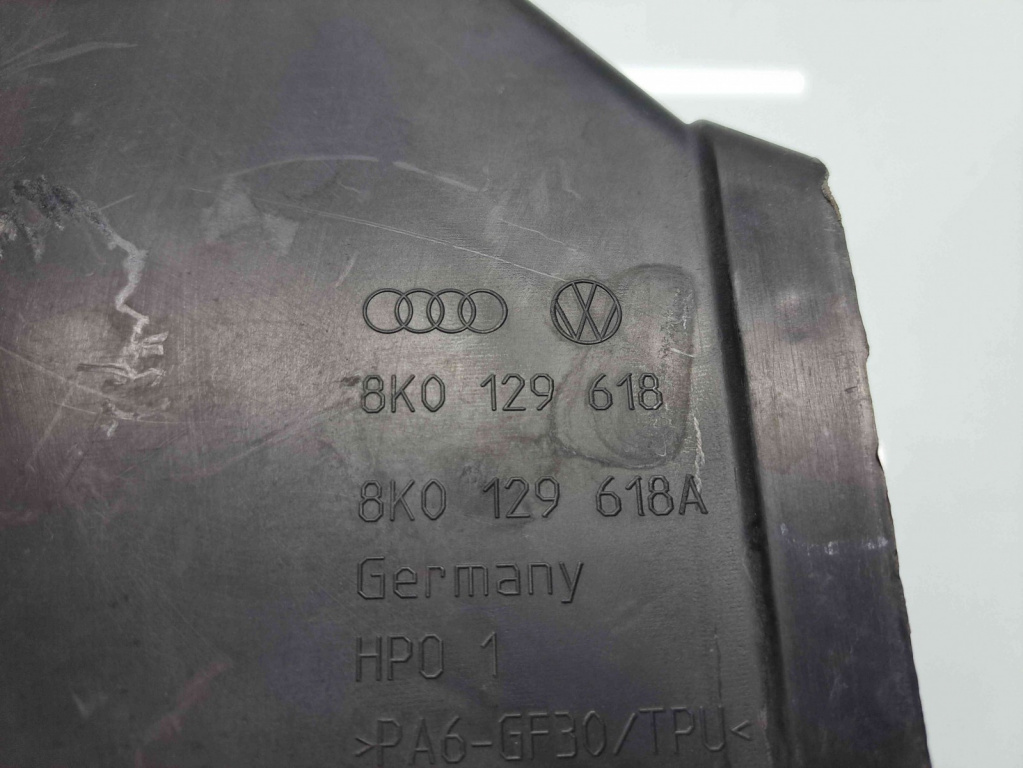 8K0 129 618
8K0 129 618A
Germany
HPO 1
>PA6-GF30/TPU<